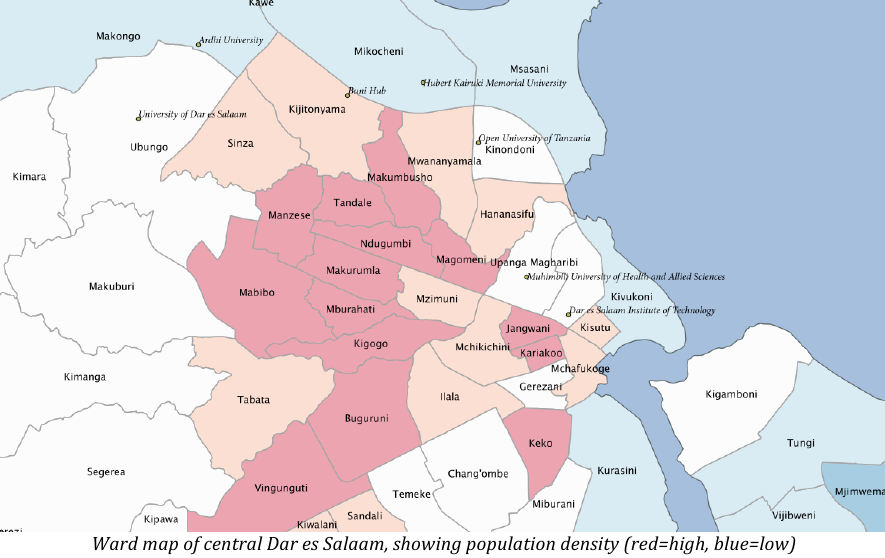 Kawe
Makongo
Ardhi University
Mikocheni
Msasani
Hubert Kairuki Memorial University
Buni Hub
Kijitonyama
University of Dar es Salaam
Open University of Tanzania
Ubungo
Sinza
Kinondoni
Mwananyamala
Kimara
Makumbusho
Tandale
Manzese
Hananasifu
Ndugumbi
Magomeni
Upanga Magharibi
Makurumla
Muhimbili University of Health and Allied Sciences
Makuburi
Mabibo
Mzimuni
Kivukoni
Mburahati
Dar es Salaam Institute of Technology
Jangwani
Kisutu
Kigogo
Mchikichini
Kariakoo
Mchafukoge
Kimanga
Gerezani
Kigamboni
Tabata
Ilala
Buguruni
Keko
Tungi
Segerea
Chang'ombe
Kurasini
Vingunguti
Temeke
Mjimwema
Miburani
Vijibweni
Sandali
Kipawa
Kiwalani
erezi
Ward map of central Dar es Salaam, showing population density (red=high, blue=low)